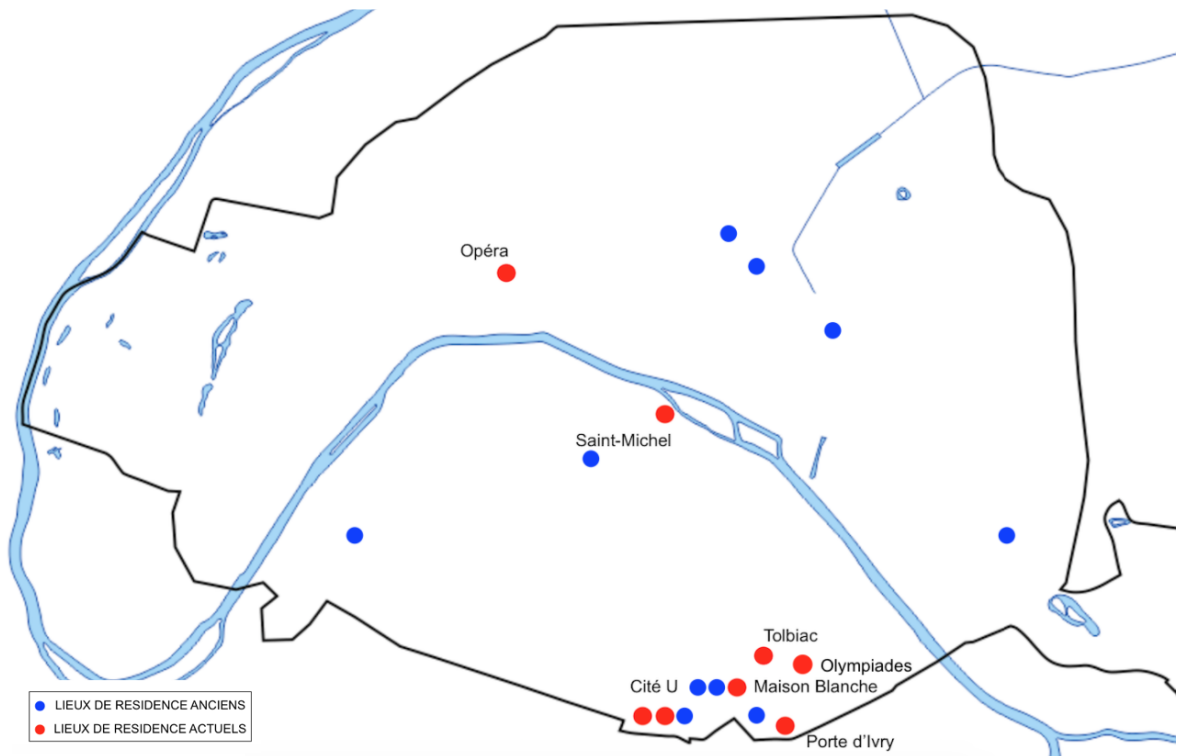 Opéra
Saint-Michel
Tolbiac
Olympiades
Cité U
Maison Blanche
Porte d'Ivry
LIEUX DE RESIDENCE ANCIENS
LIEUX DE RESIDENCE ACTUELS